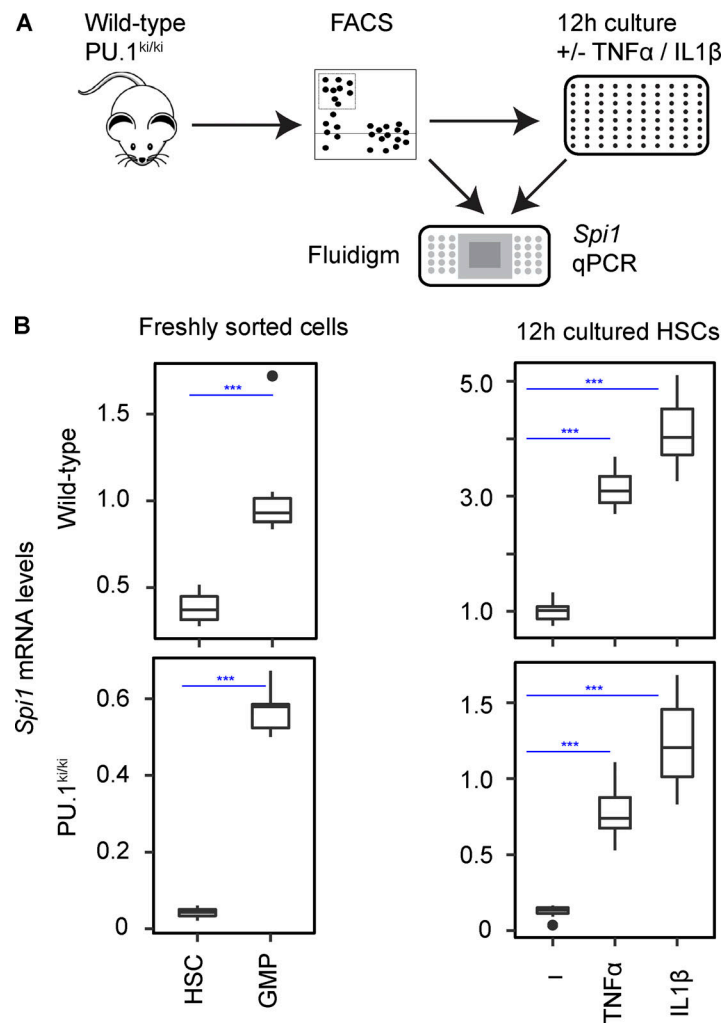 A
Wild-type
PU.1ki/ki
FACS
12h culture
+/- TNFα / IL1β
Fluidigm
Spi1
qPCR
B
Freshly sorted cells
12h cultured HSCs
Spi1 mRNA levels
Wild-type
1.5
1.0
0.5
***
5.0
3.0
1.0
***
***
PU.1ki/ki
0.6
0.4
0.2
0
***
HSC
GMP
1.5
1.0
0.5
0
***
***
–
TNFα
IL1β